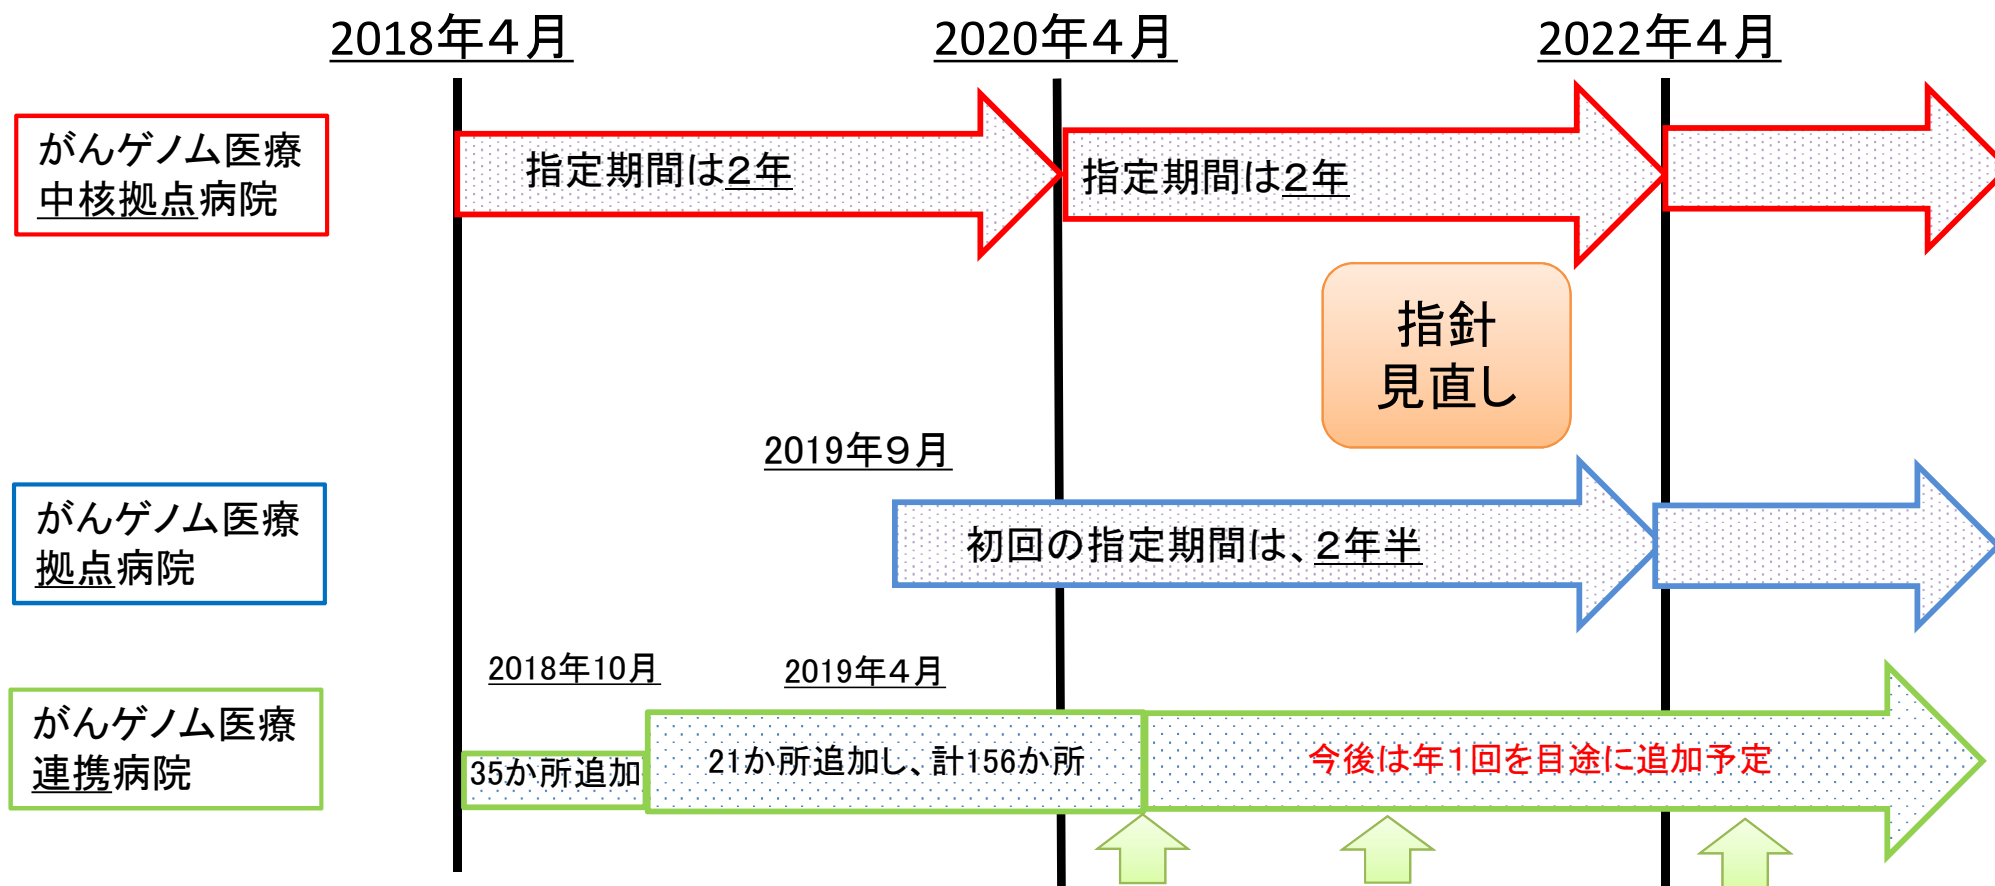 2018年４月
2020年４月
2022年４月
がんゲノム医療
中核拠点病院
指定期間は２年
指定期間は２年
指針
見直し
2019年９月
がんゲノム医療
拠点病院
初回の指定期間は、２年半
2018年10月
2019年４月
がんゲノム医療
連携病院
35か所追加
21か所追加し、計156か所
今後は年１回を目途に追加予定